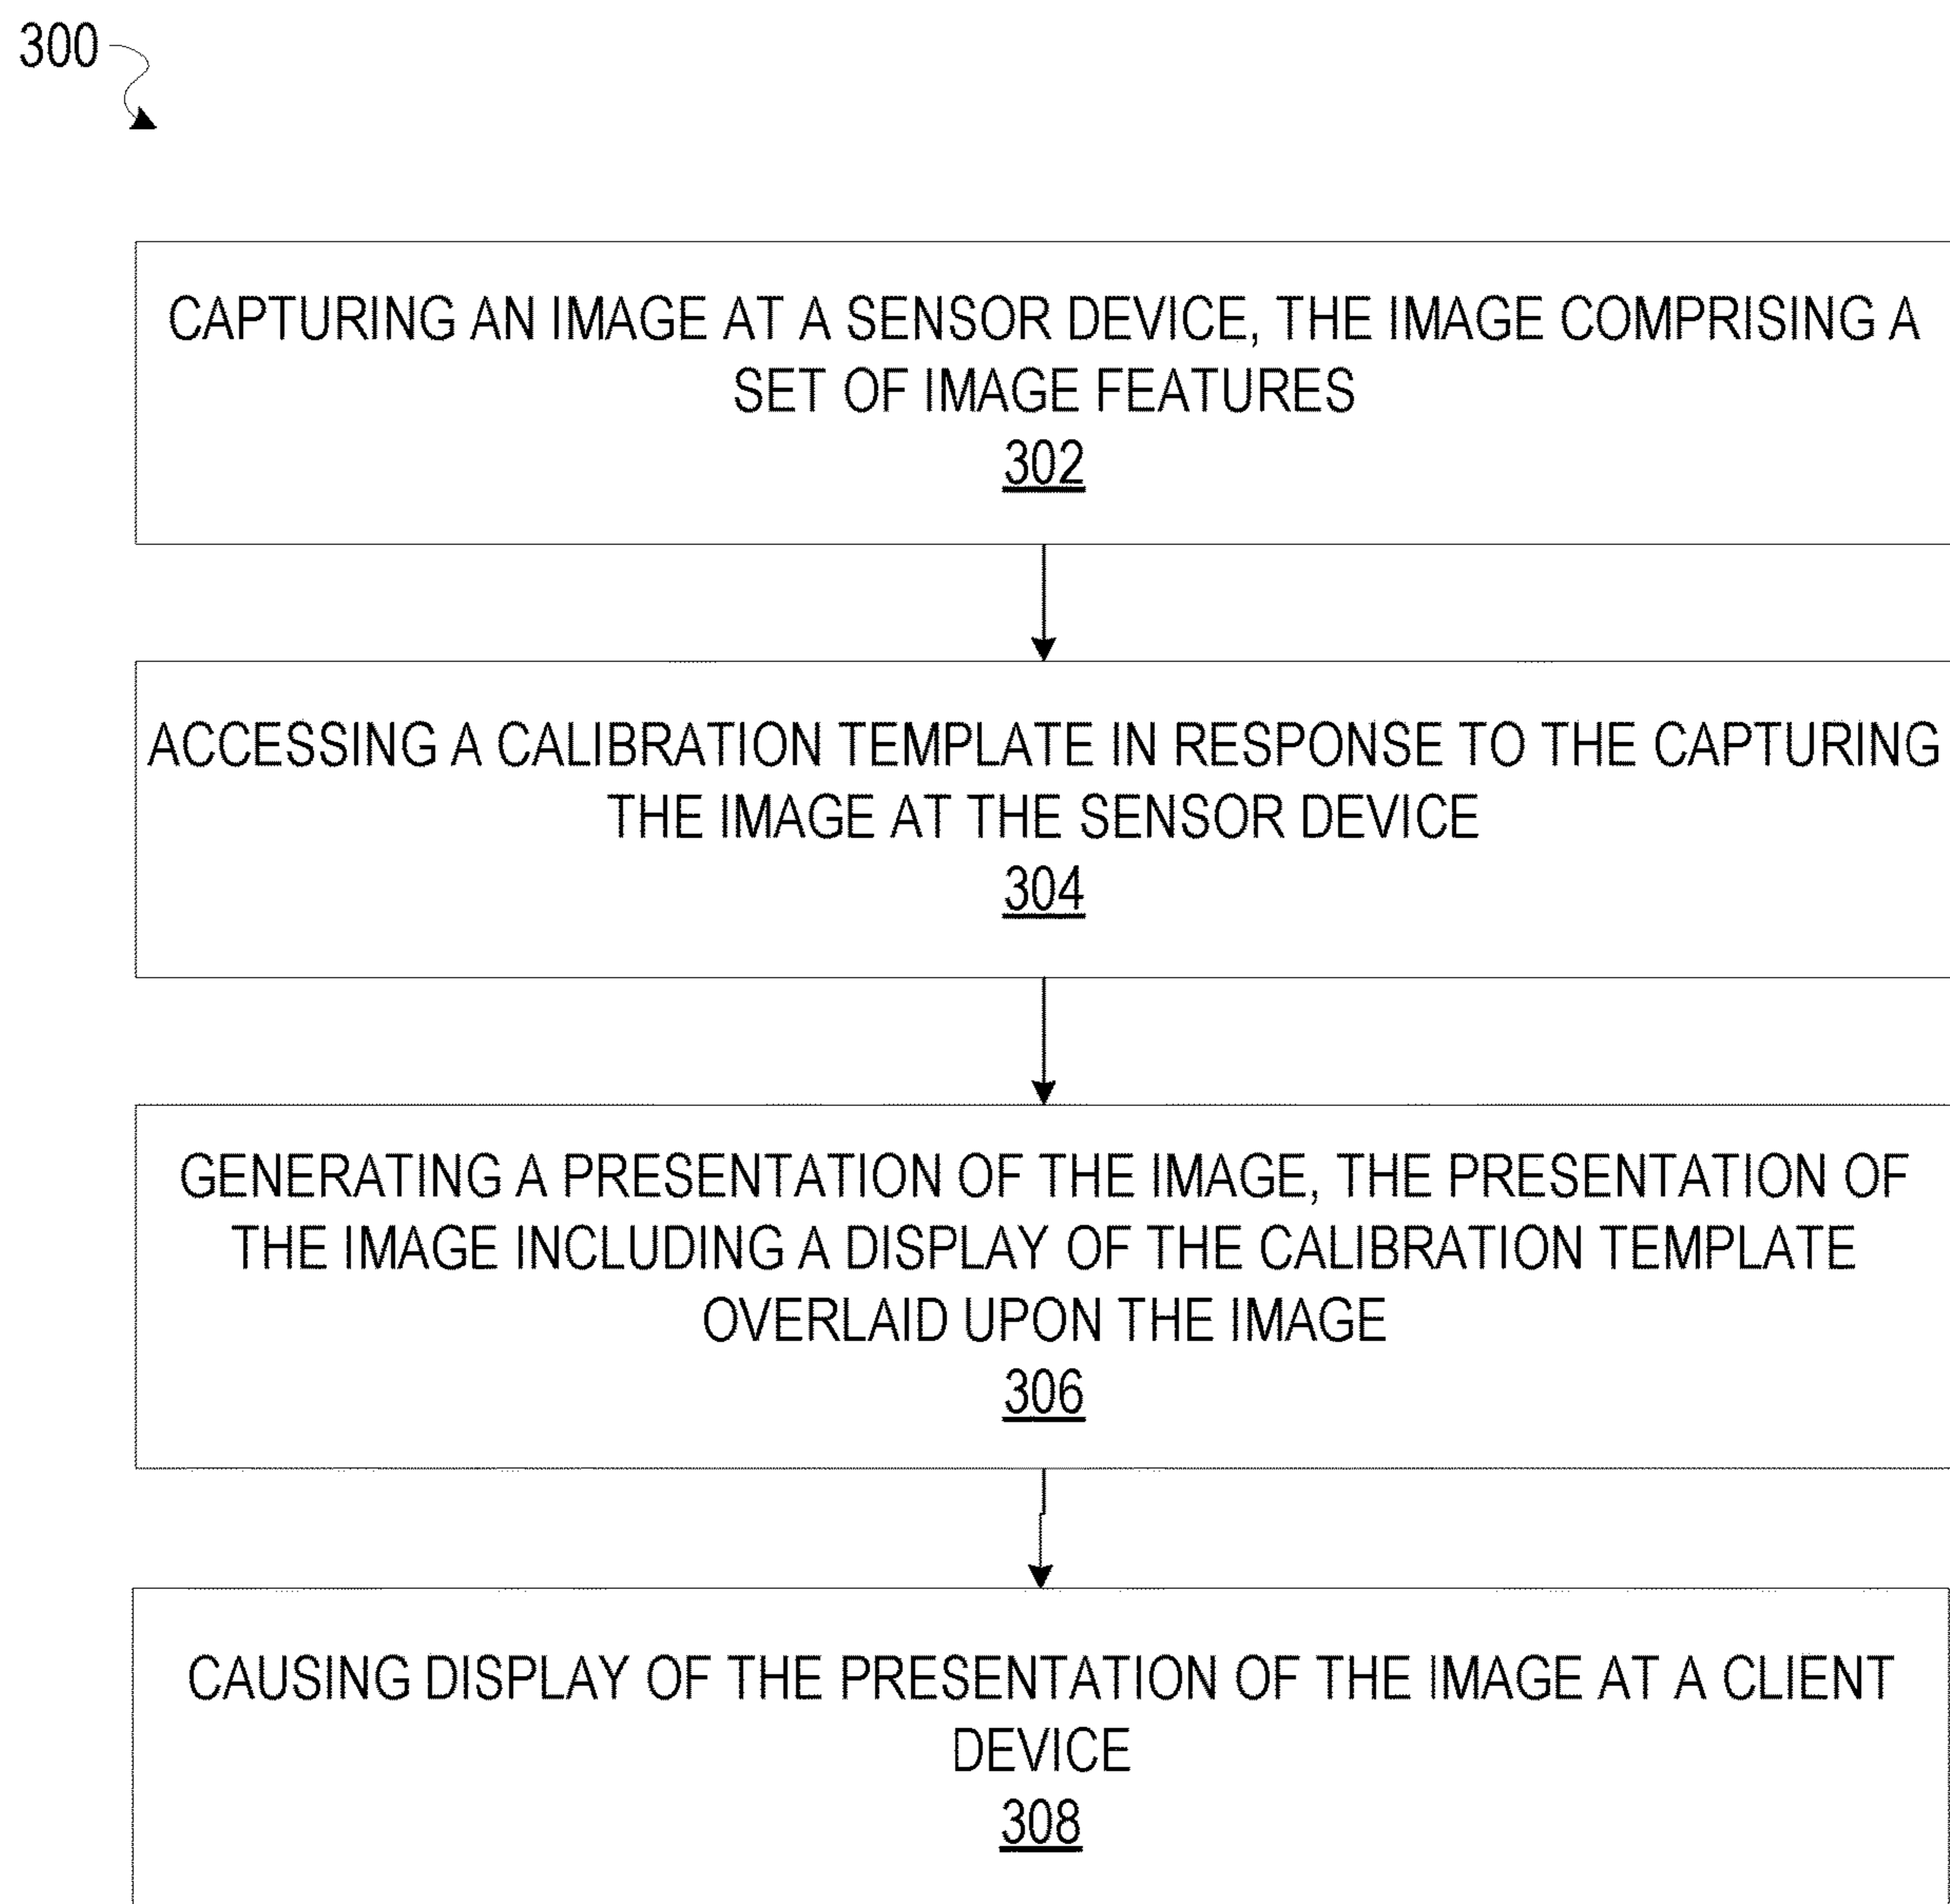 300
CAPTURING AN IMAGE AT A SENSOR DEVICE, THE IMAGE COMPRISING A
SET OF IMAGE FEATURES
302
ACCESSING A CALIBRATION TEMPLATE IN RESPONSE TO THE CAPTURING
THE IMAGE AT THE SENSOR DEVICE
304
GENERATING A PRESENTATION OF THE IMAGE, THE PRESENTATION OF
THE IMAGE INCLUDING A DISPLAY OF THE CALIBRATION TEMPLATE
OVERLAID UPON THE IMAGE
306
CAUSING DISPLAY OF THE PRESENTATION OF THE IMAGE AT A CLIENT
DEVICE
308